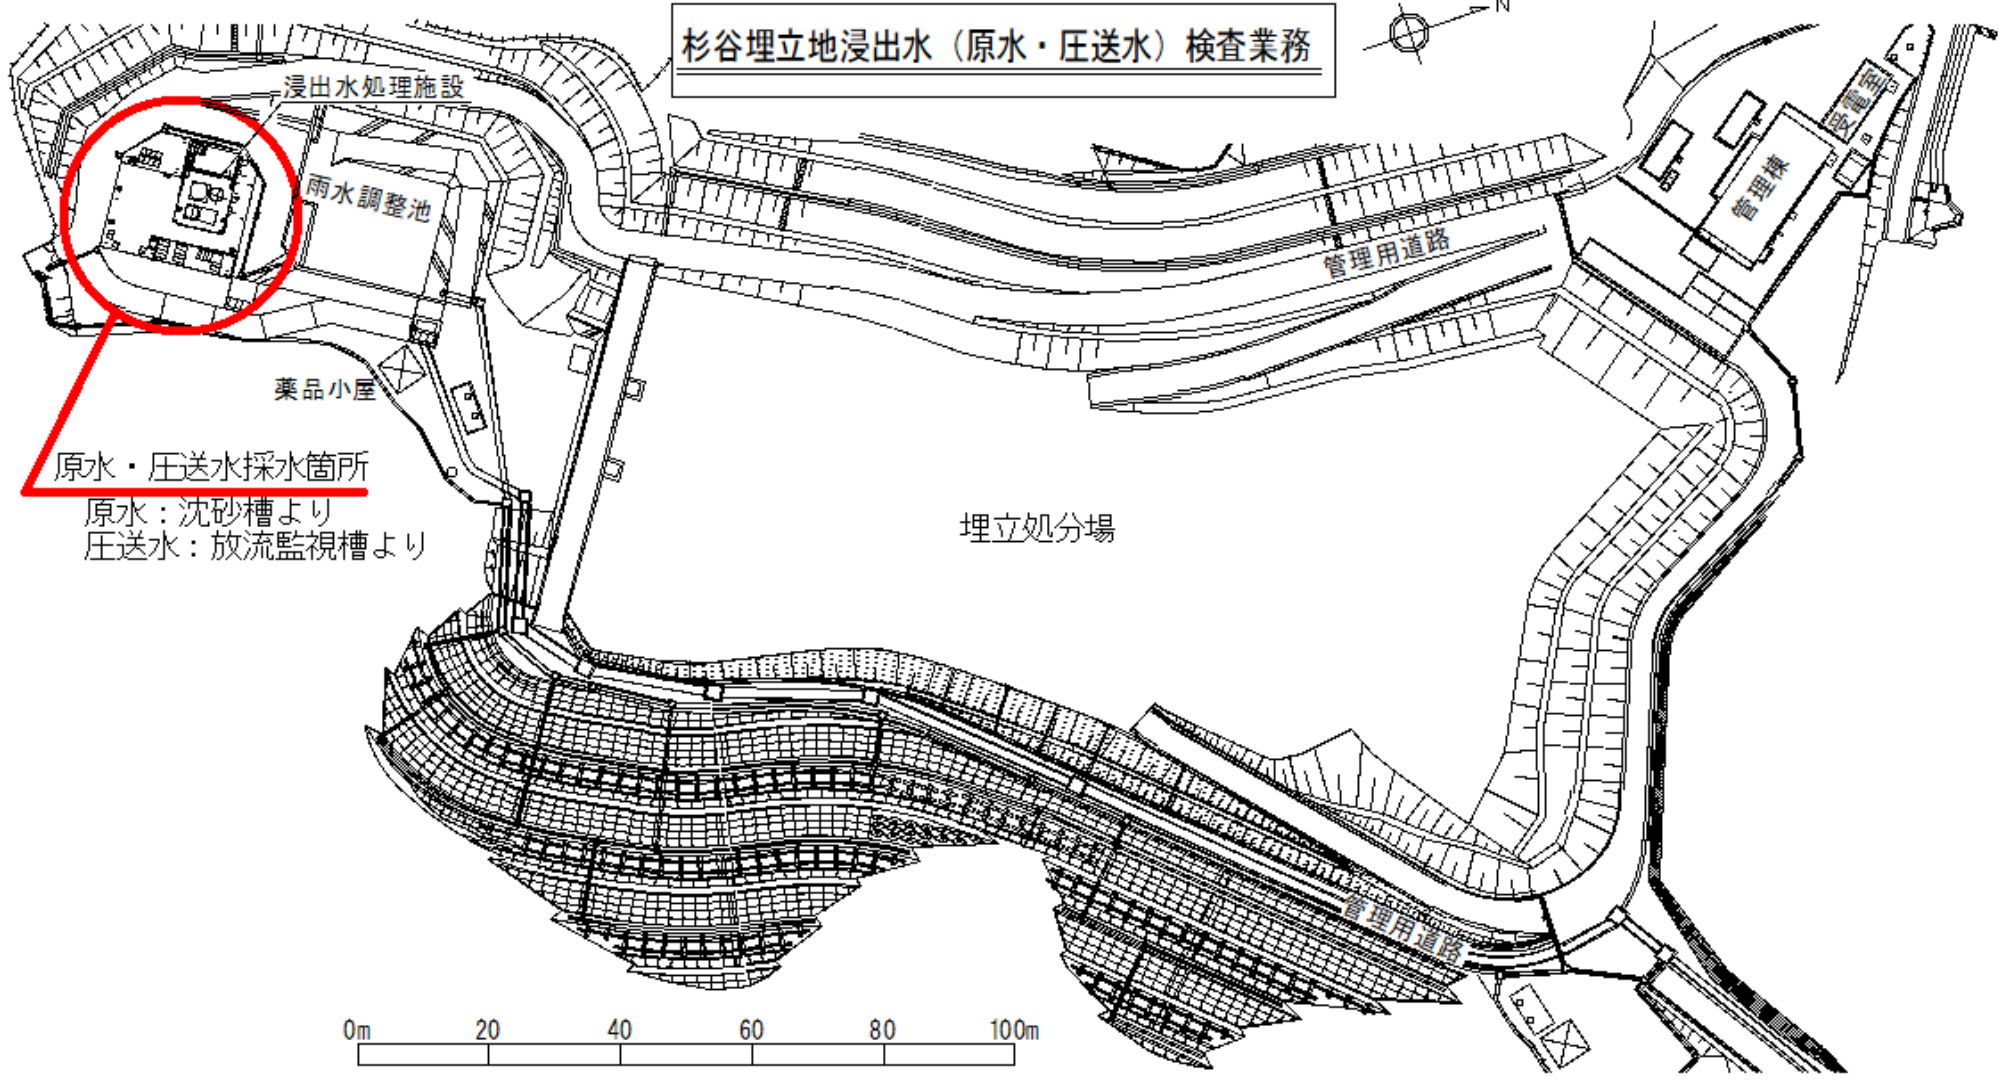 N
杉谷埋立地浸出水（原水・圧送水）検査業務
浸出水処理施設
受電室
管理棟
雨水調整池
管理用道路
薬品小屋
原水・圧送水採水箇所
原水：沈砂槽より
圧送水：放流監視槽より
埋立処分場
管理用道路
0m 20 40 60 80 100m